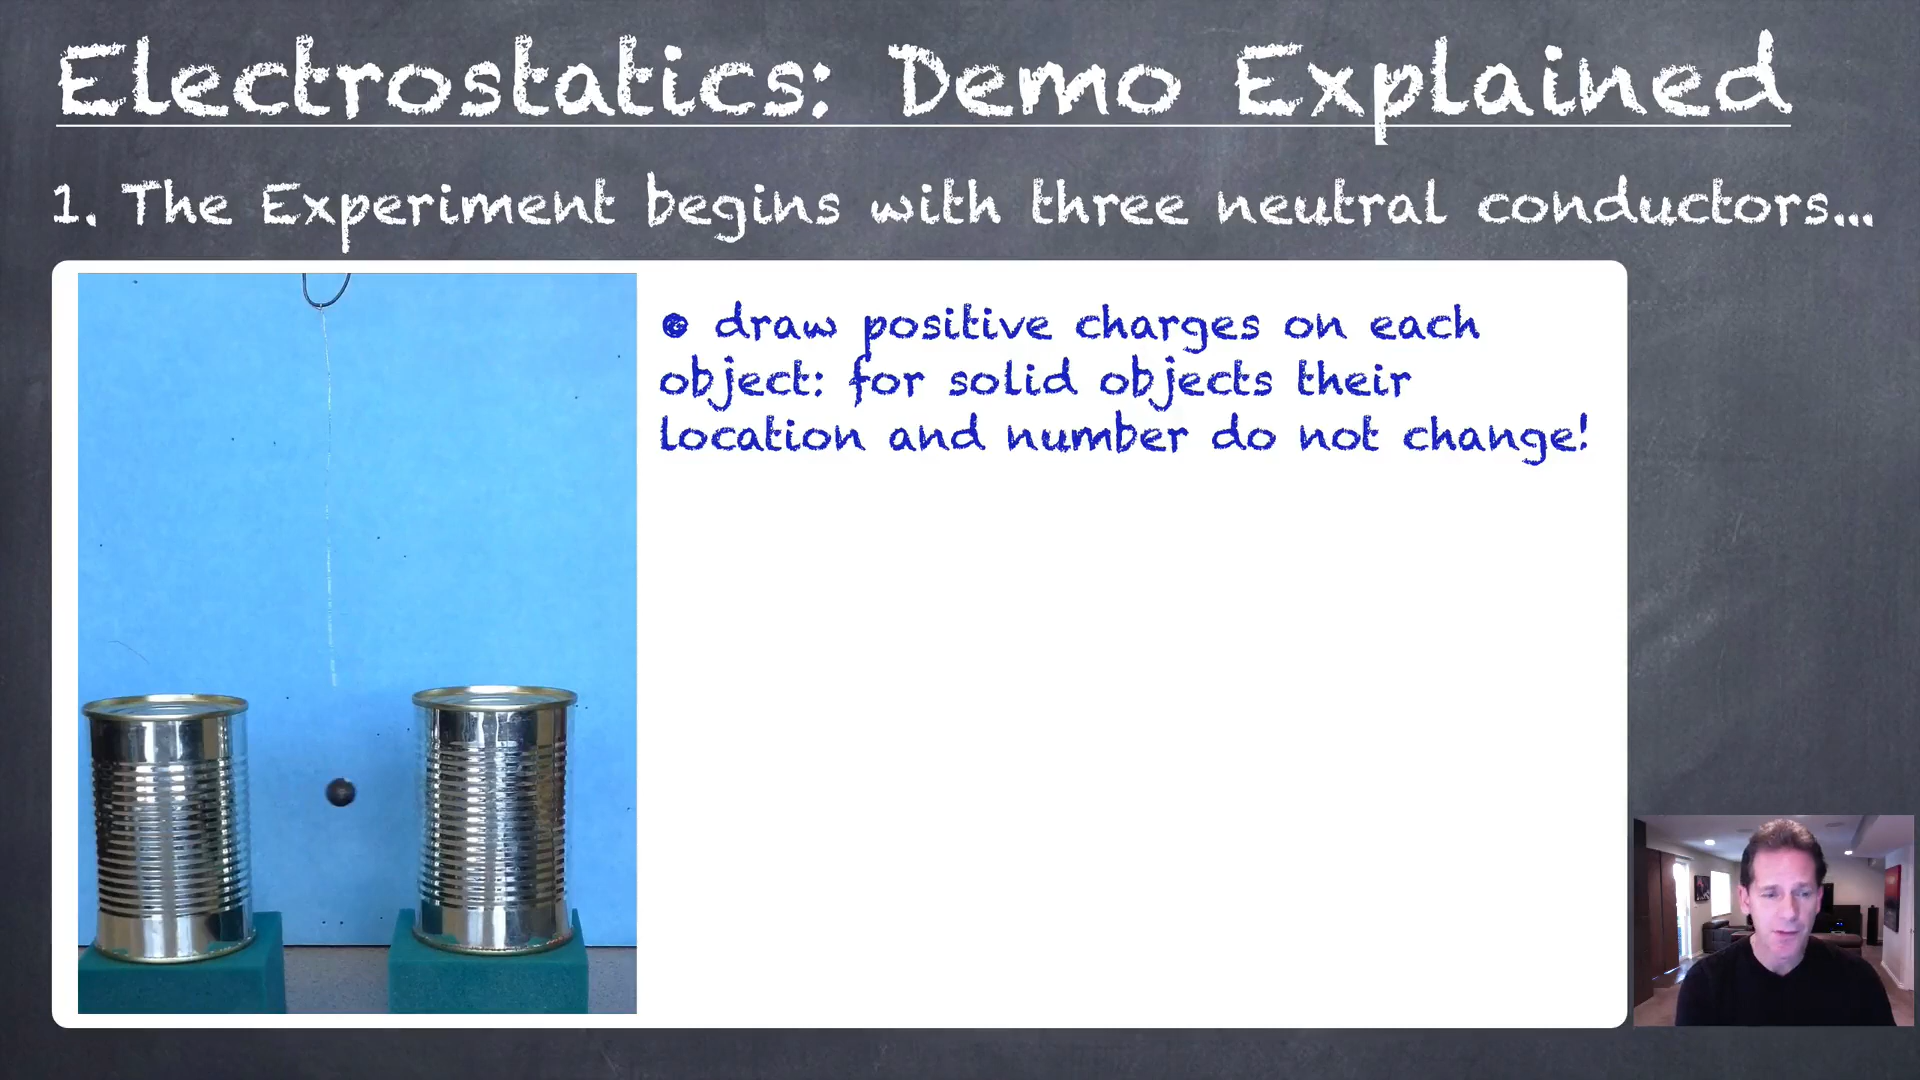 Electrostatics: Demo Explained
1. The Experiment begins with three neutral conductors...
• draw positive charges on each
object: for solid objects their
location and number do not change!